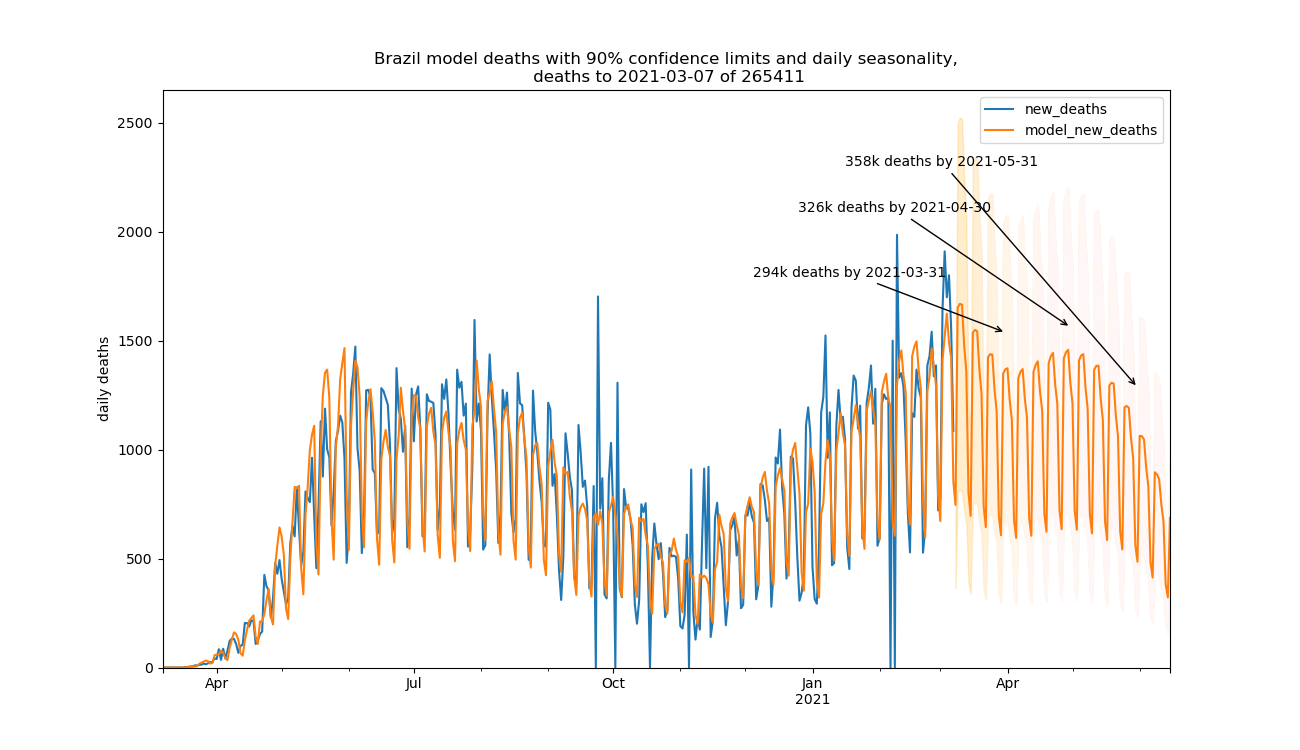 Brazil model deaths with 90% confidence limits and daily seasonality,
deaths to 2021-03-07 of 265411
new_deaths
model_new_deaths
358k deaths by 2021-05-31
326k deaths by 2021-04-30
294k deaths by 2021-03-31
daily deaths
2500
2000
1500
1000
500
0
Apr
Jul
Oct
Jan
2021
Apr